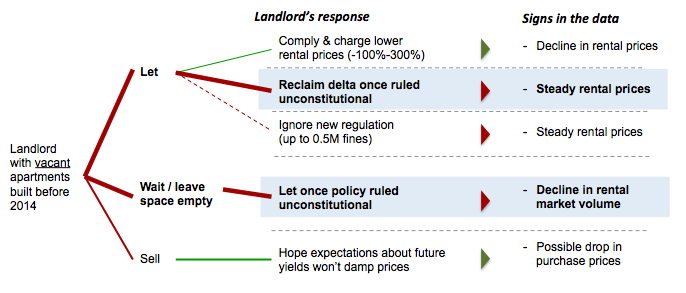 Landlord's response
Signs in the data
Comply & charge lower
rental prices (-100%-300%)
- Decline in rental prices
Let
Reclaim delta once ruled
unconstitutional
- Steady rental prices
Ignore new regulation
(up to 0.5M fines)
- Steady rental prices
Landlord
with vacant
apartments
built before
2014
Wait / leave
space empty
Let once policy ruled
unconstitutional
- Decline in rental
market volume
Sell
Hope expectations about future
yields won't damp prices
- Possible drop in
purchase prices